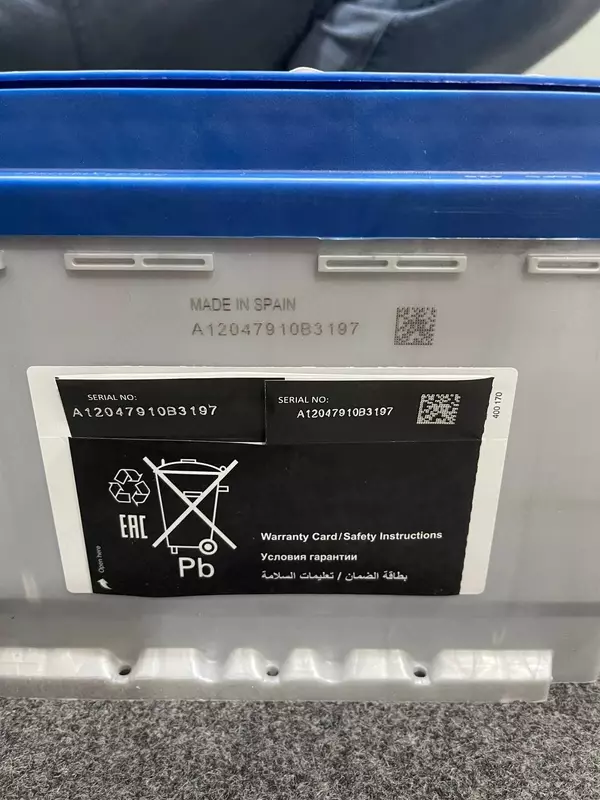 MADE IN SPAIN
A12047910B3197
SERIAL NO:
A12047910B3197
SERIAL NO:
A12047910B3197
400 170
EAC
Pb
Open here
Warranty Card/Safety Instructions
Условия гарантии
بطاقة الضمان / تعليمات السلامة